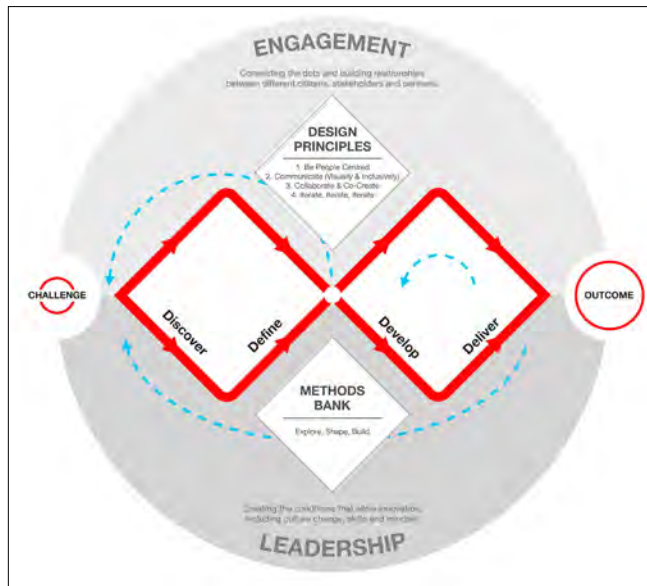 ENGAGEMENT
Connecting the dots and building relationships
between different citizens, stakeholders and partners.
DESIGN
PRINCIPLES
1. Be People Centred
2. Communicate (Visually & Inclusively)
3. Collaborate & Co-Create
4. Iterate, Iterate, Iterate
CHALLENGE
OUTCOME
Discover
Define
Develop
Deliver
METHODS
BANK
Explore, Shape, Build.
Creating the conditions that allow innovation,
including culture change, skills and mindset.
LEADERSHIP